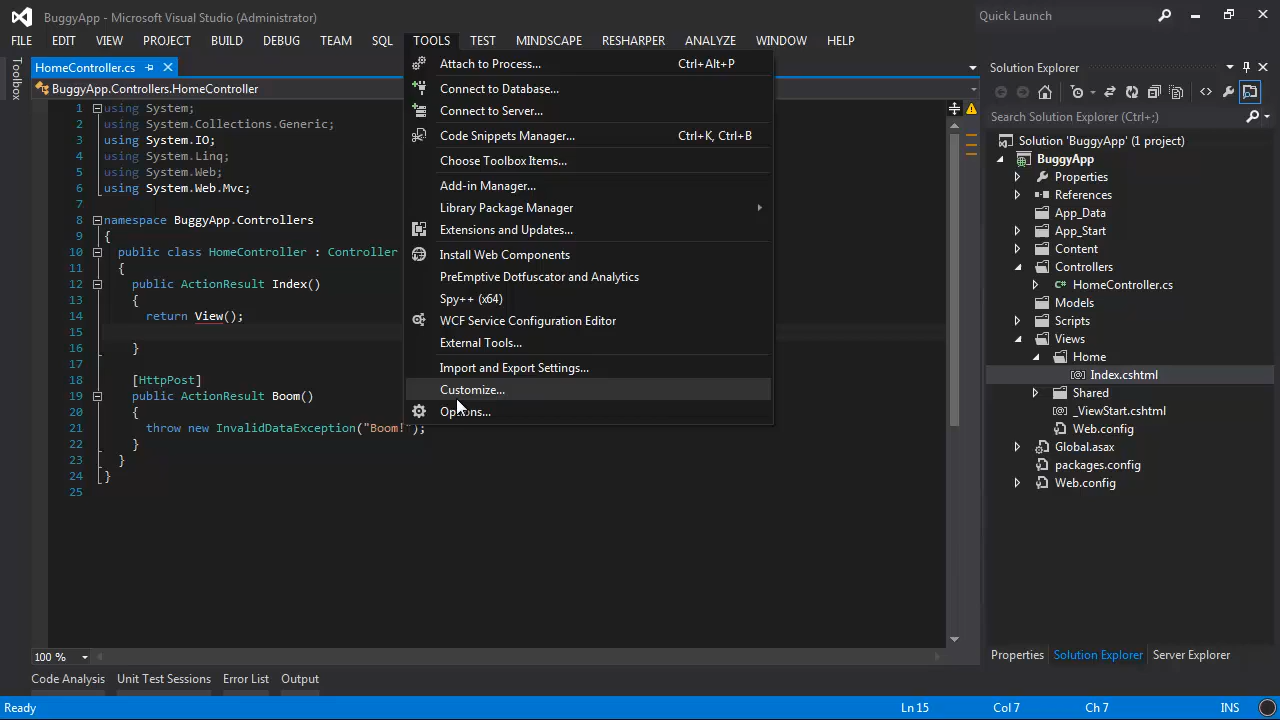 BuggyApp - Microsoft Visual Studio (Administrator)
Quick Launch
FILE EDIT VIEW PROJECT BUILD DEBUG TEAM SQL TOOLS TEST MINDSCAPE RESHARPER ANALYZE WINDOW HELP
Toolbox
HomeController.cs
BuggyApp.Controllers.HomeController
1 using System;
2 using System.Collections.Generic;
3 using System.IO;
4 using System.Linq;
5 using System.Web;
6 using System.Web.Mvc;
7
8 namespace BuggyApp.Controllers
9 {
10 public class HomeController : Controller
11 {
12 public ActionResult Index()
13 {
14 return View();
15
16 }
17
18 [HttpPost]
19 public ActionResult Boom()
20 {
21 throw new InvalidDataException("Boom!");
22 }
23 }
24 }
25
Attach to Process... Ctrl+Alt+P
Connect to Database...
Connect to Server...
Code Snippets Manager... Ctrl+K, Ctrl+B
Choose Toolbox Items...
Add-in Manager...
Library Package Manager
Extensions and Updates...
Install Web Components
PreEmptive Dotfuscator and Analytics
Spy++ (x64)
WCF Service Configuration Editor
External Tools...
Import and Export Settings...
Customize...
Options...
Solution Explorer
Search Solution Explorer (Ctrl+;)
Solution 'BuggyApp' (1 project)
BuggyApp
Properties
References
App_Data
App_Start
Content
Controllers
C# HomeController.cs
Models
Scripts
Views
Home
[@] Index.cshtml
Shared
[@] _ViewStart.cshtml
Web.config
Global.asax
packages.config
Web.config
100 %
Properties Solution Explorer Server Explorer
Code Analysis Unit Test Sessions Error List Output
Ready Ln 15 Col 7 Ch 7 INS